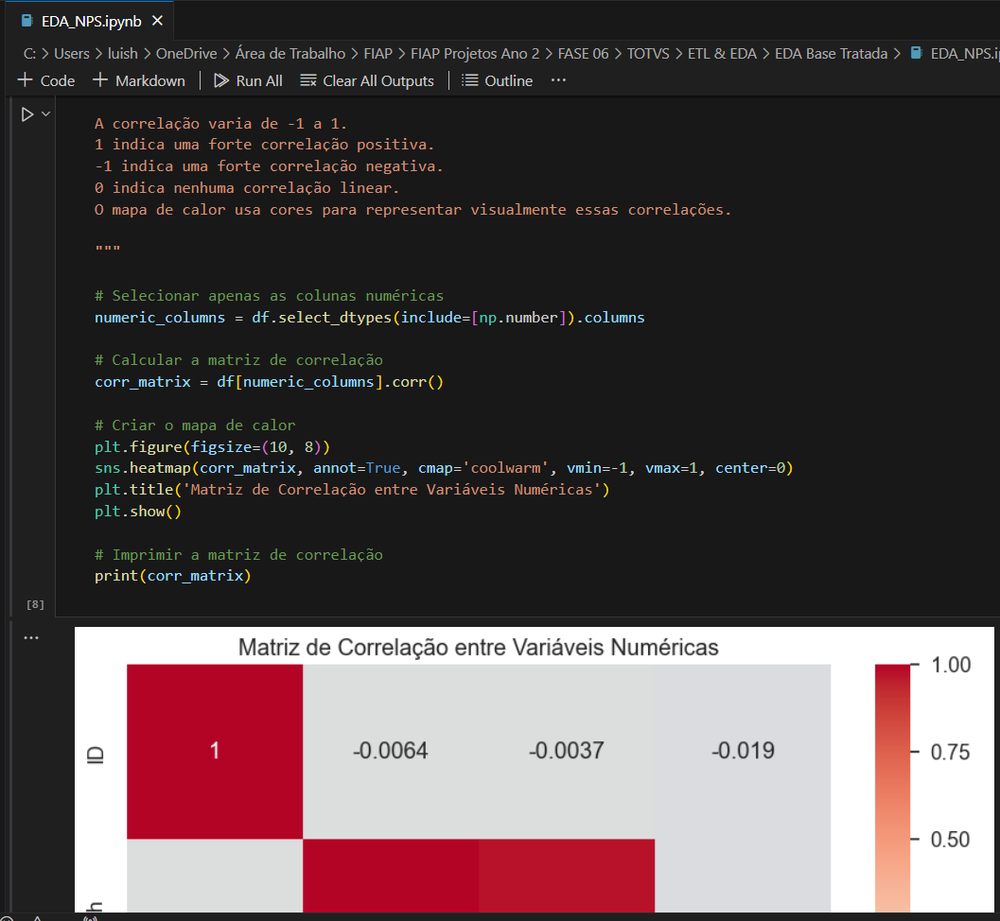 EDA_NPS.ipynb
C: > Users > luish > OneDrive > Área de Trabalho > FIAP > FIAP Projetos Ano 2 > FASE 06 > TOTVS > ETL & EDA > EDA Base Tratada > EDA_NPS.ip
Code Markdown Run All Clear All Outputs Outline ...
A correlação varia de -1 a 1.
1 indica uma forte correlação positiva.
-1 indica uma forte correlação negativa.
0 indica nenhuma correlação linear.
O mapa de calor usa cores para representar visualmente essas correlações.
"""
# Selecionar apenas as colunas numéricas
numeric_columns = df.select_dtypes(include=[np.number]).columns
# Calcular a matriz de correlação
corr_matrix = df[numeric_columns].corr()
# Criar o mapa de calor
plt.figure(figsize=(10, 8))
sns.heatmap(corr_matrix, annot=True, cmap='coolwarm', vmin=-1, vmax=1, center=0)
plt.title('Matriz de Correlação entre Variáveis Numéricas')
plt.show()
# Imprimir a matriz de correlação
print(corr_matrix)
[8]
...
Matriz de Correlação entre Variáveis Numéricas
ID
1 -0.0064 -0.0037 -0.019
1.00
0.75
0.50